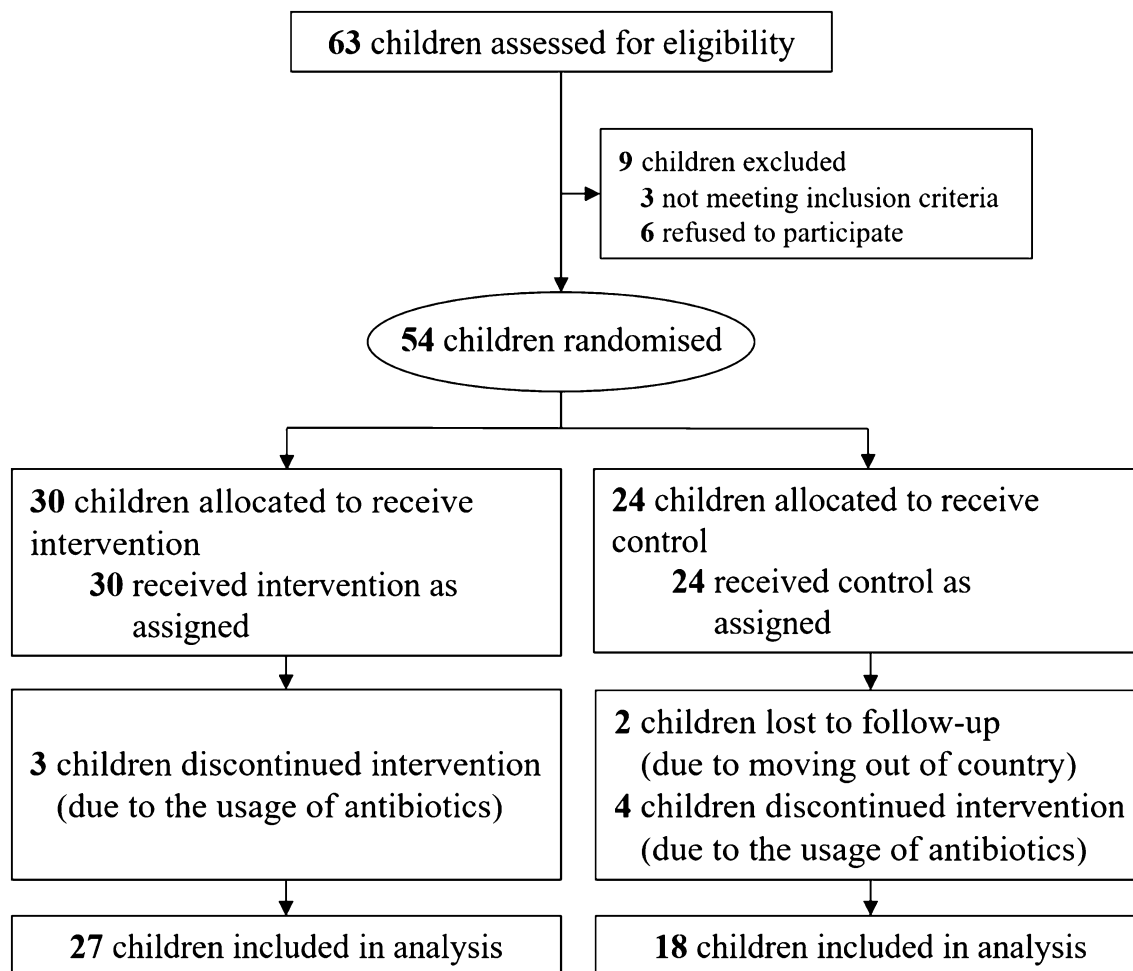 63 children assessed for eligibility
9 children excluded
3 not meeting inclusion criteria
6 refused to participate
54 children randomised
30 children allocated to receive
intervention
30 received intervention as
assigned
24 children allocated to receive
control
24 received control as
assigned
3 children discontinued intervention
(due to the usage of antibiotics)
2 children lost to follow-up
(due to moving out of country)
4 children discontinued intervention
(due to the usage of antibiotics)
27 children included in analysis
18 children included in analysis